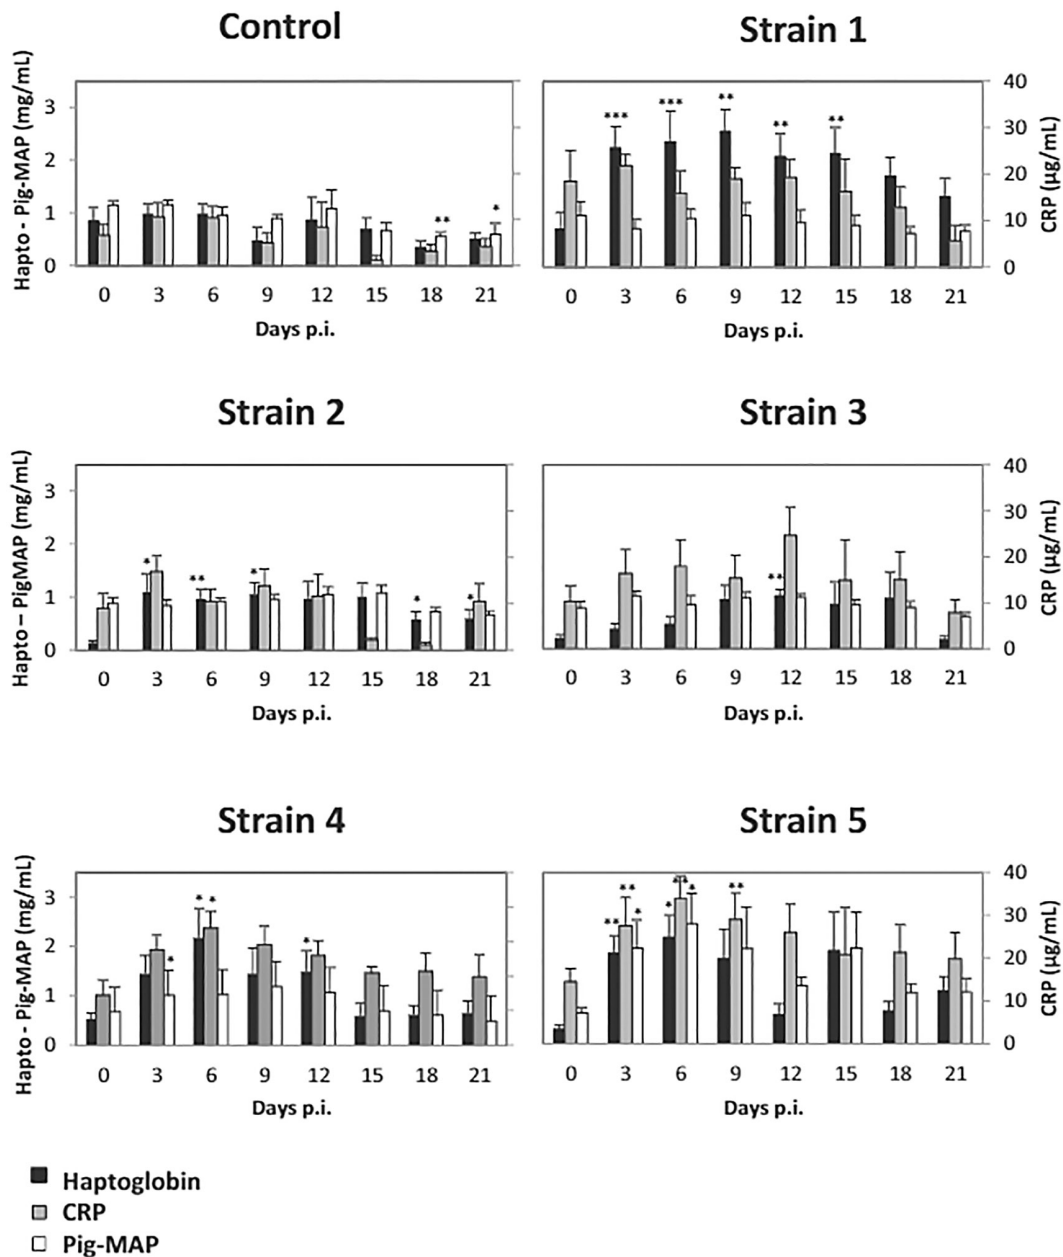 Control
Hapto - Pig-MAP (mg/mL)
3
2
1
0
** *
0 3 6 9 12 15 18 21
Days p.i.
Strain 1
*** *** ** ** **
40
30
20
10
0
CRP (µg/mL)
0 3 6 9 12 15 18 21
Days p.i.
Strain 2
Hapto – PigMAP (mg/mL)
3
2
1
0
* ** * * *
0 3 6 9 12 15 18 21
Days p.i.
Strain 3
**
40
30
20
10
0
CRP (µg/mL)
0 3 6 9 12 15 18 21
Days p.i.
Strain 4
Hapto - Pig-MAP (mg/mL)
3
2
1
0
* * * *
0 3 6 9 12 15 18 21
Days p.i.
Strain 5
** ** * * ** * **
40
30
20
10
0
CRP (µg/mL)
0 3 6 9 12 15 18 21
Days p.i.
Haptoglobin
CRP
Pig-MAP